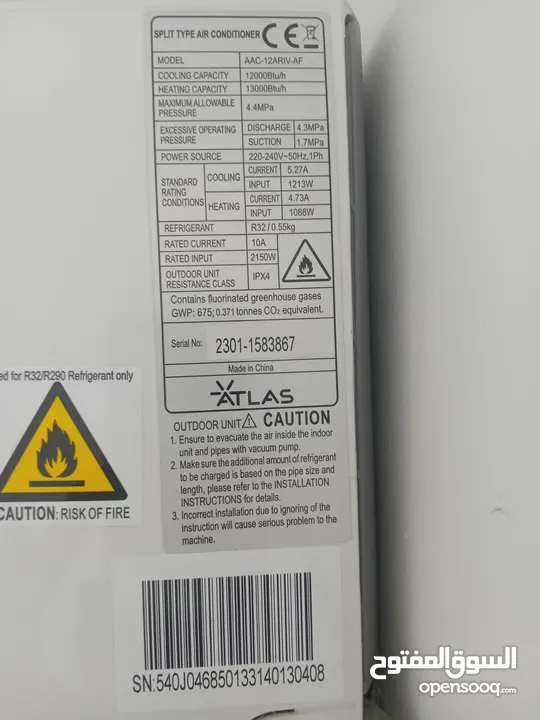 SPLIT TYPE AIR CONDITIONER CE
MODEL AAC-12ARIV-AF
COOLING CAPACITY 12000Btu/h
HEATING CAPACITY 13000Btu/h
MAXIMUM ALLOWABLE PRESSURE 4.4MPa
EXCESSIVE OPERATING PRESSURE DISCHARGE 4.3MPa
SUCTION 1.7MPa
POWER SOURCE 220-240V~50Hz,1Ph
STANDARD RATING CONDITIONS COOLING CURRENT 5.27A
INPUT 1213W
HEATING CURRENT 4.73A
INPUT 1088W
REFRIGERANT R32/0.55kg
RATED CURRENT 10A
RATED INPUT 2150W
OUTDOOR UNIT RESISTANCE CLASS IPX4
Contains fluorinated greenhouse gases
GWP: 675; 0.371 tonnes CO₂ equivalent.
Serial No: 2301-1583867
Made in China
ATLAS
OUTDOOR UNIT CAUTION
1. Ensure to evacuate the air inside the indoor
unit and pipes with vacuum pump.
2. Make sure the additional amount of refrigerant
to be charged is based on the pipe size and
length, please refer to the INSTALLATION
INSTRUCTIONS for details.
3. Incorrect installation due to ignoring of the
instruction will cause serious problem to the
machine.
for R32/R290 Refrigerant only
CAUTION: RISK OF FIRE
SN:540J046850133140130408
السوق المفتوح
opensooq.com